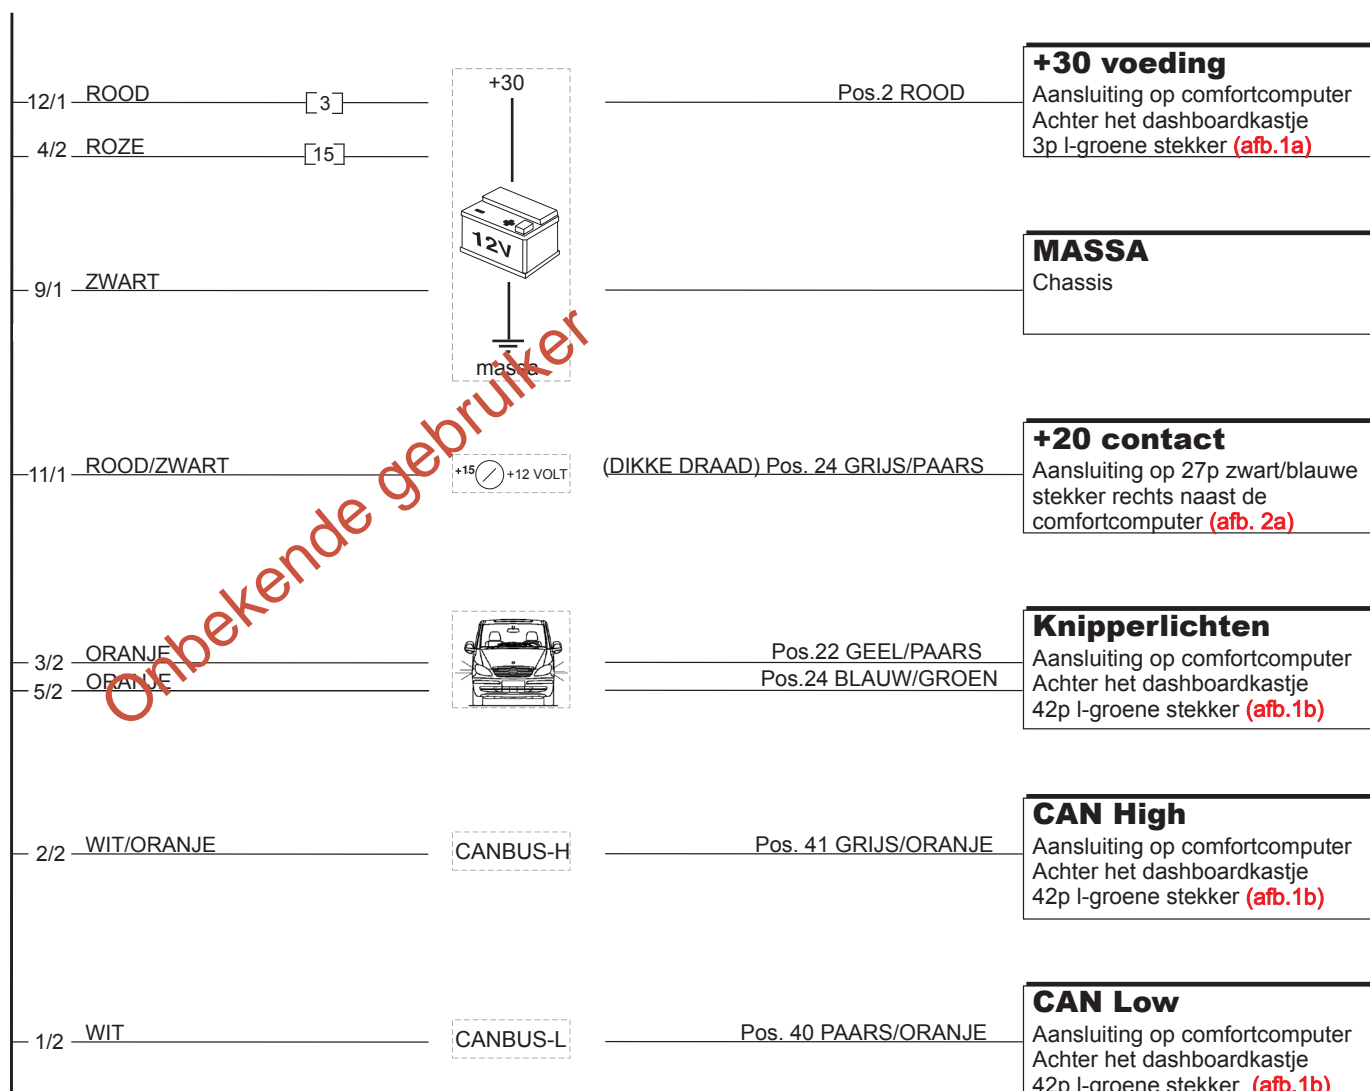 12/1 ROOD [3] +30 Pos.2 ROOD
+30 voeding
Aansluiting op comfortcomputer
Achter het dashboardkastje
3p l-groene stekker (afb.1a)
4/2 ROZE [15]
12V
9/1 ZWART
massa
MASSA
Chassis
11/1 ROOD/ZWART +15 +12 VOLT (DIKKE DRAAD) Pos. 24 GRIJS/PAARS
+20 contact
Aansluiting op 27p zwart/blauwe
stekker rechts naast de
comfortcomputer (afb. 2a)
3/2 ORANJE Pos.22 GEEL/PAARS
5/2 ORANJE Pos.24 BLAUW/GROEN
Knipperlichten
Aansluiting op comfortcomputer
Achter het dashboardkastje
42p l-groene stekker (afb.1b)
2/2 WIT/ORANJE CANBUS-H Pos. 41 GRIJS/ORANJE
CAN High
Aansluiting op comfortcomputer
Achter het dashboardkastje
42p l-groene stekker (afb.1b)
1/2 WIT CANBUS-L Pos. 40 PAARS/ORANJE
CAN Low
Aansluiting op comfortcomputer
Achter het dashboardkastje
42p l-groene stekker (afb.1b)
Onbekende gebruiker